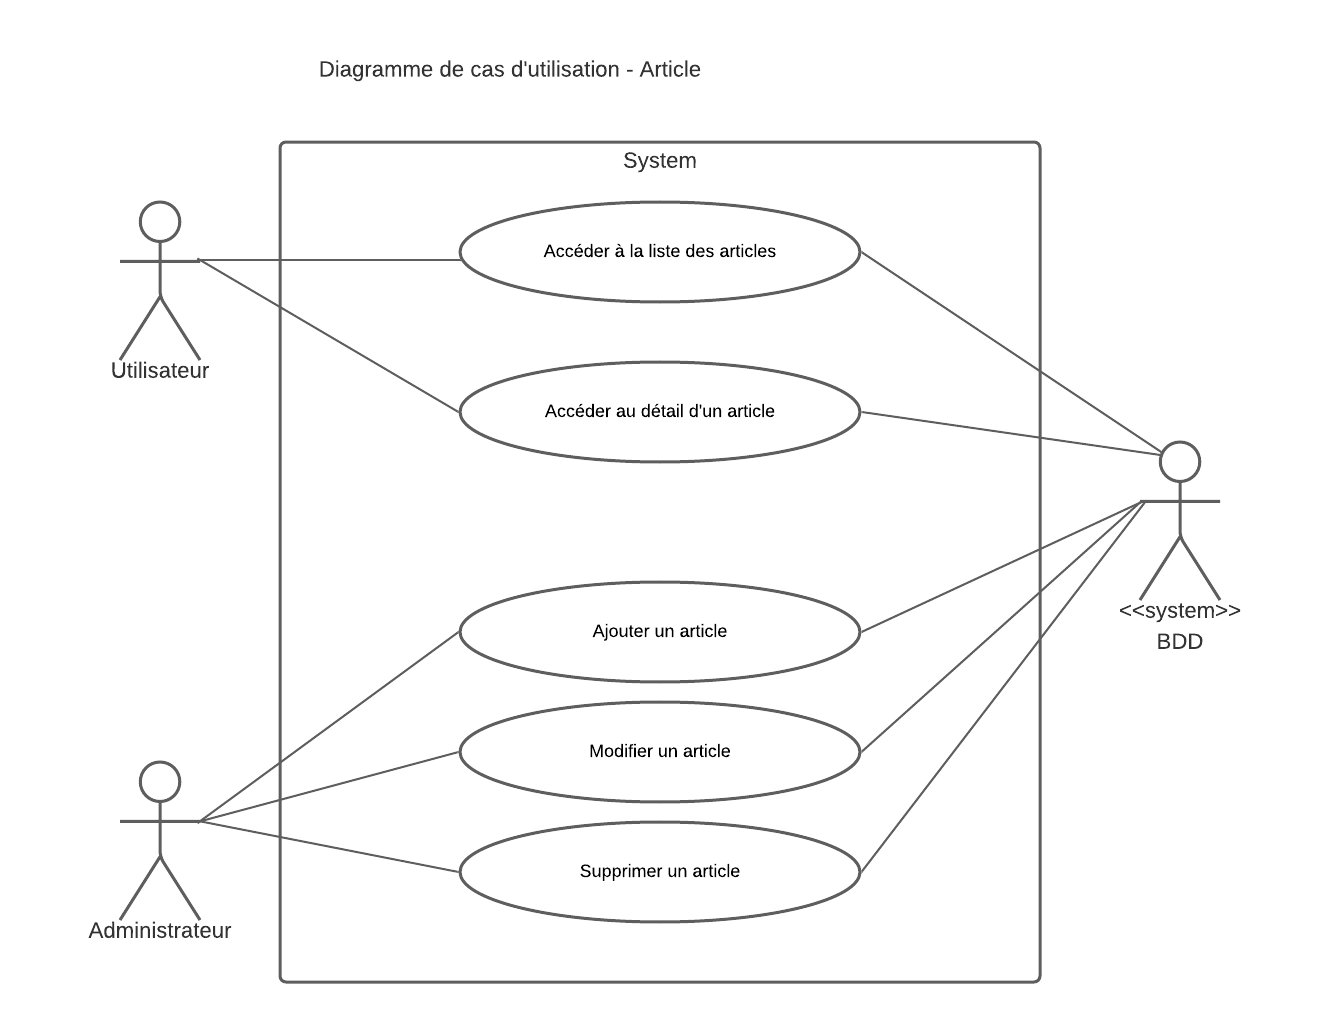 Diagramme de cas d'utilisation - Article
System
Accéder à la liste des articles
Utilisateur
Accéder au détail d'un article
Ajouter un article
<<system>>
BDD
Modifier un article
Supprimer un article
Administrateur